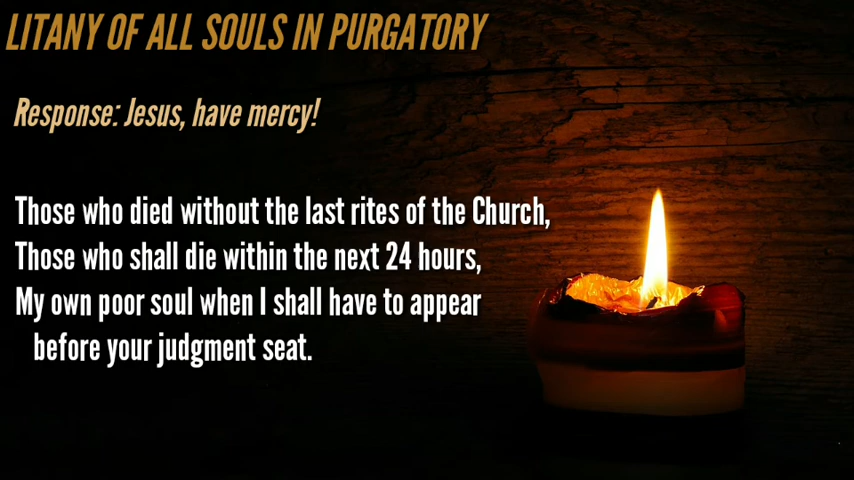 LITANY OF ALL SOULS IN PURGATORY
Response: Jesus, have mercy!
Those who died without the last rites of the Church,
Those who shall die within the next 24 hours,
My own poor soul when I shall have to appear
before your judgment seat.